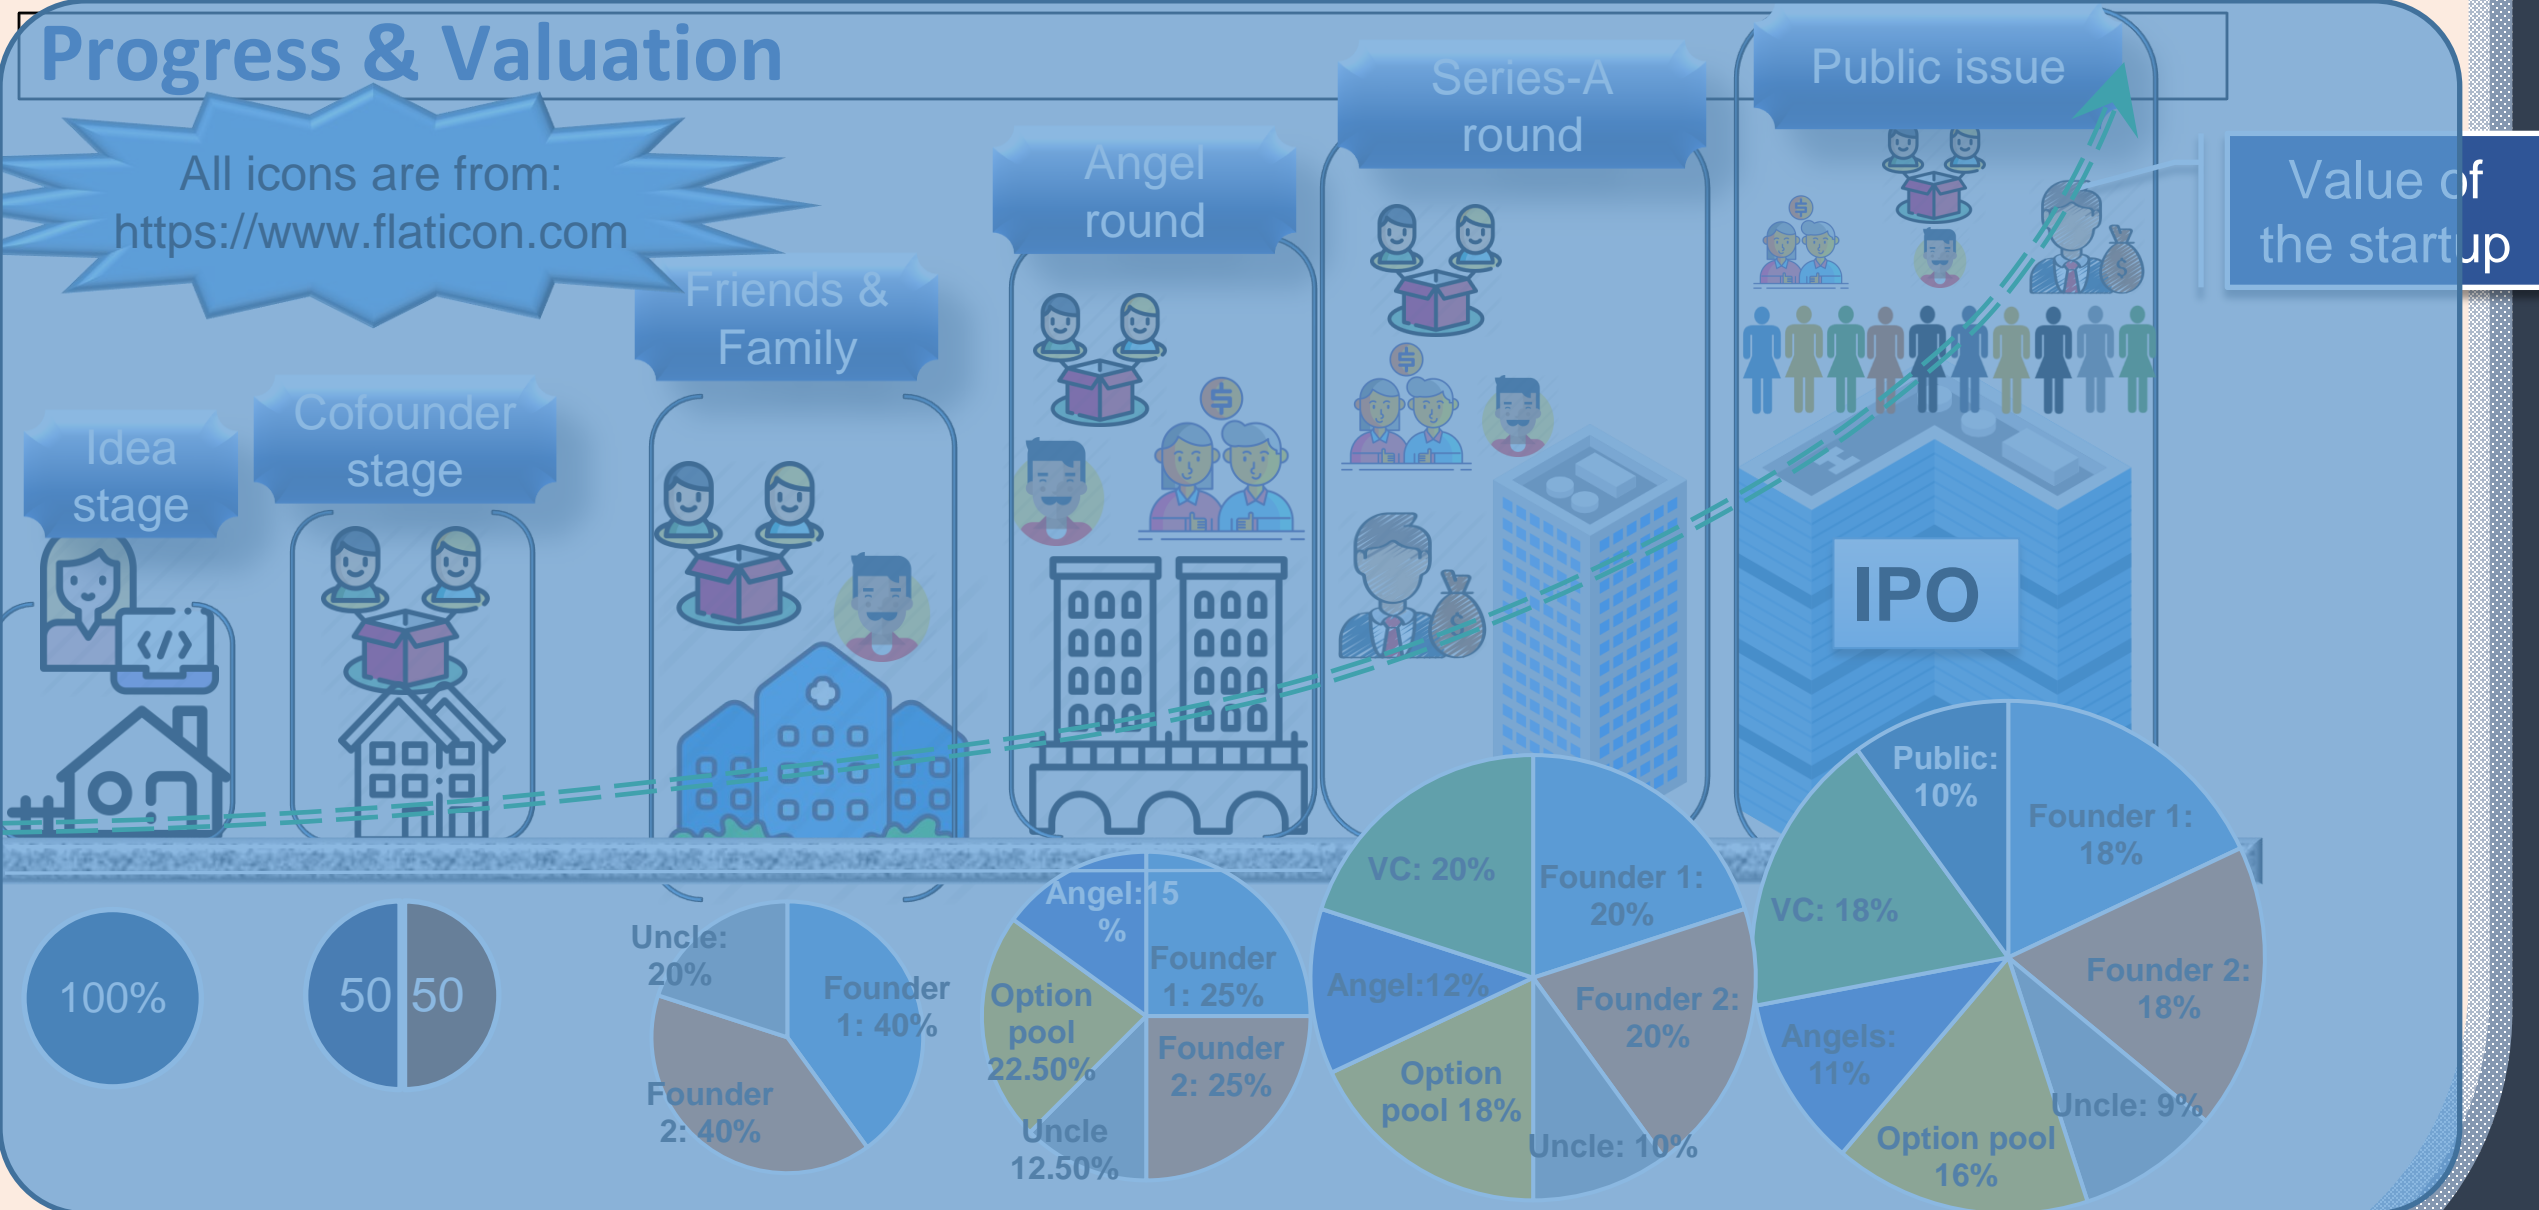 Progress & Valuation
All icons are from:
https://www.flaticon.com
Idea
stage
Cofounder
stage
Friends &
Family
Angel
round
Series-A
round
Public issue
Value of
the startup
IPO
100%
50
50
Uncle:
20%
Founder
1: 40%
Founder
2: 40%
Angel:15
%
Founder
1: 25%
Option
pool
22.50%
Founder
2: 25%
Uncle
12.50%
VC: 20%
Founder 1:
20%
Angel:12%
Founder 2:
20%
Option
pool 18%
Uncle: 10%
Public:
10%
Founder 1:
18%
VC: 18%
Founder 2:
18%
Angels:
11%
Uncle: 9%
Option pool
16%